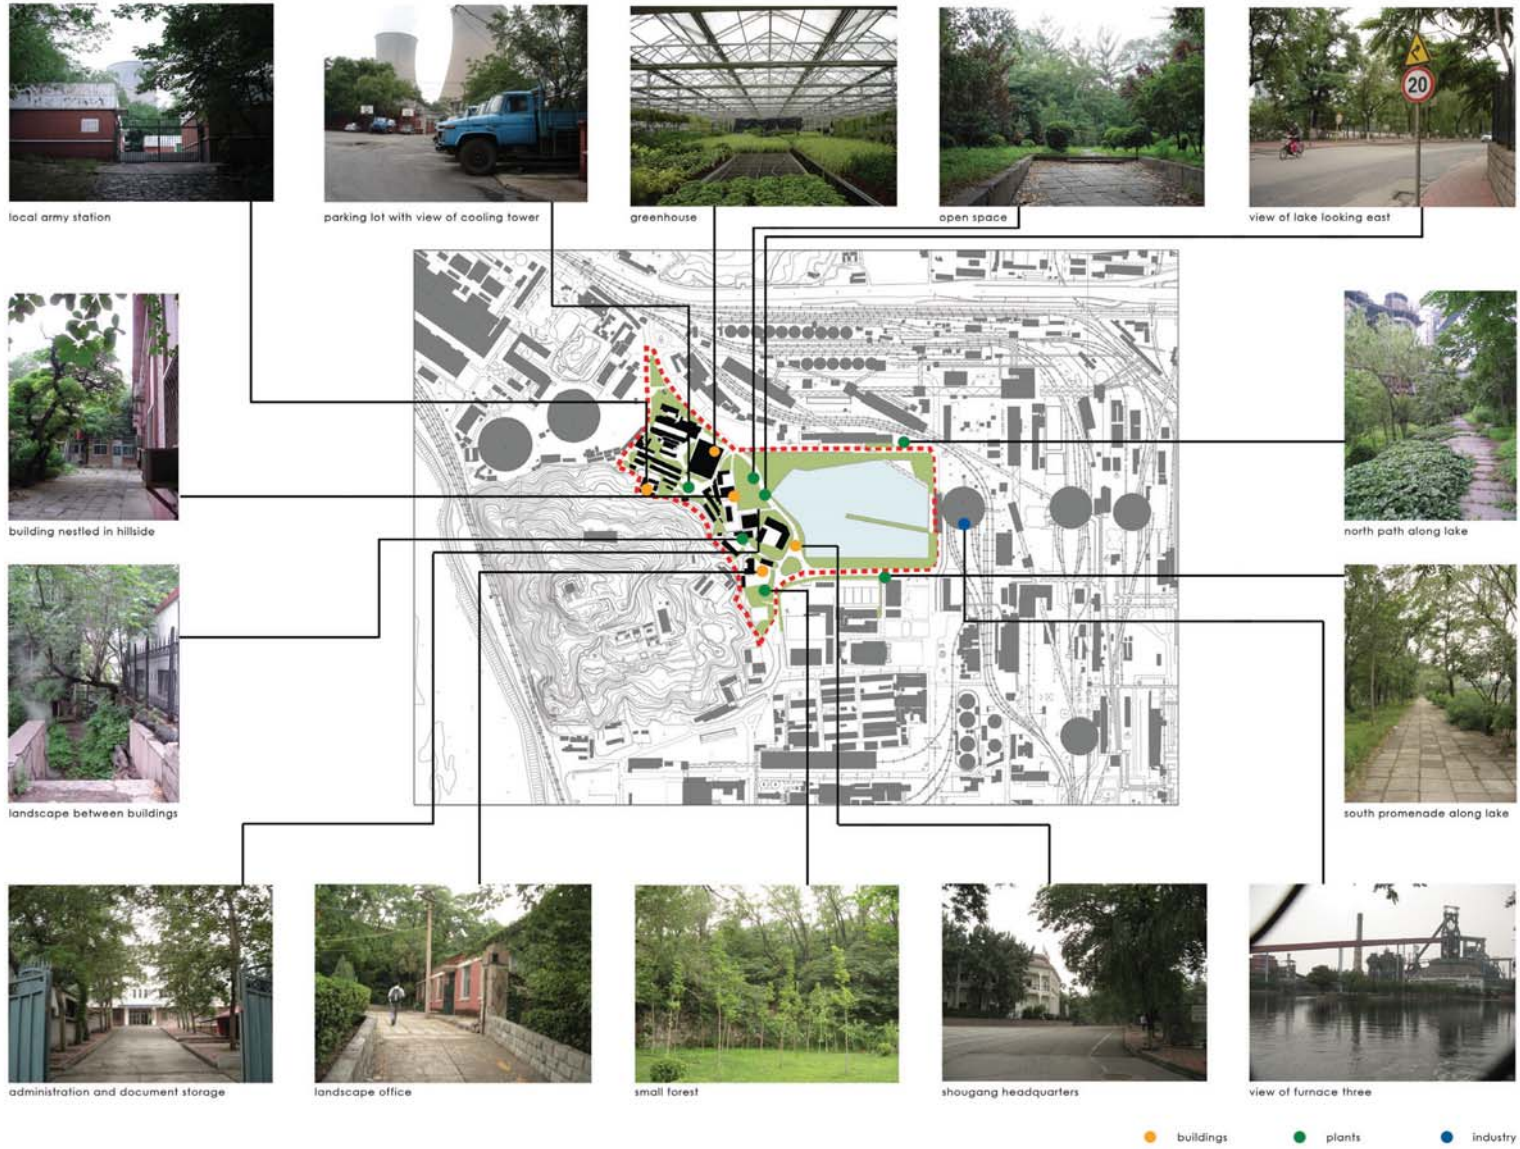 20
local army station
parking lot with view of cooling tower
greenhouse
open space
view of lake looking east
building nestled in hillside
north path along lake
landscape between buildings
south promenade along lake
administration and document storage
landscape office
small forest
shougang headquarters
view of furnace three
buildings
plants
industry